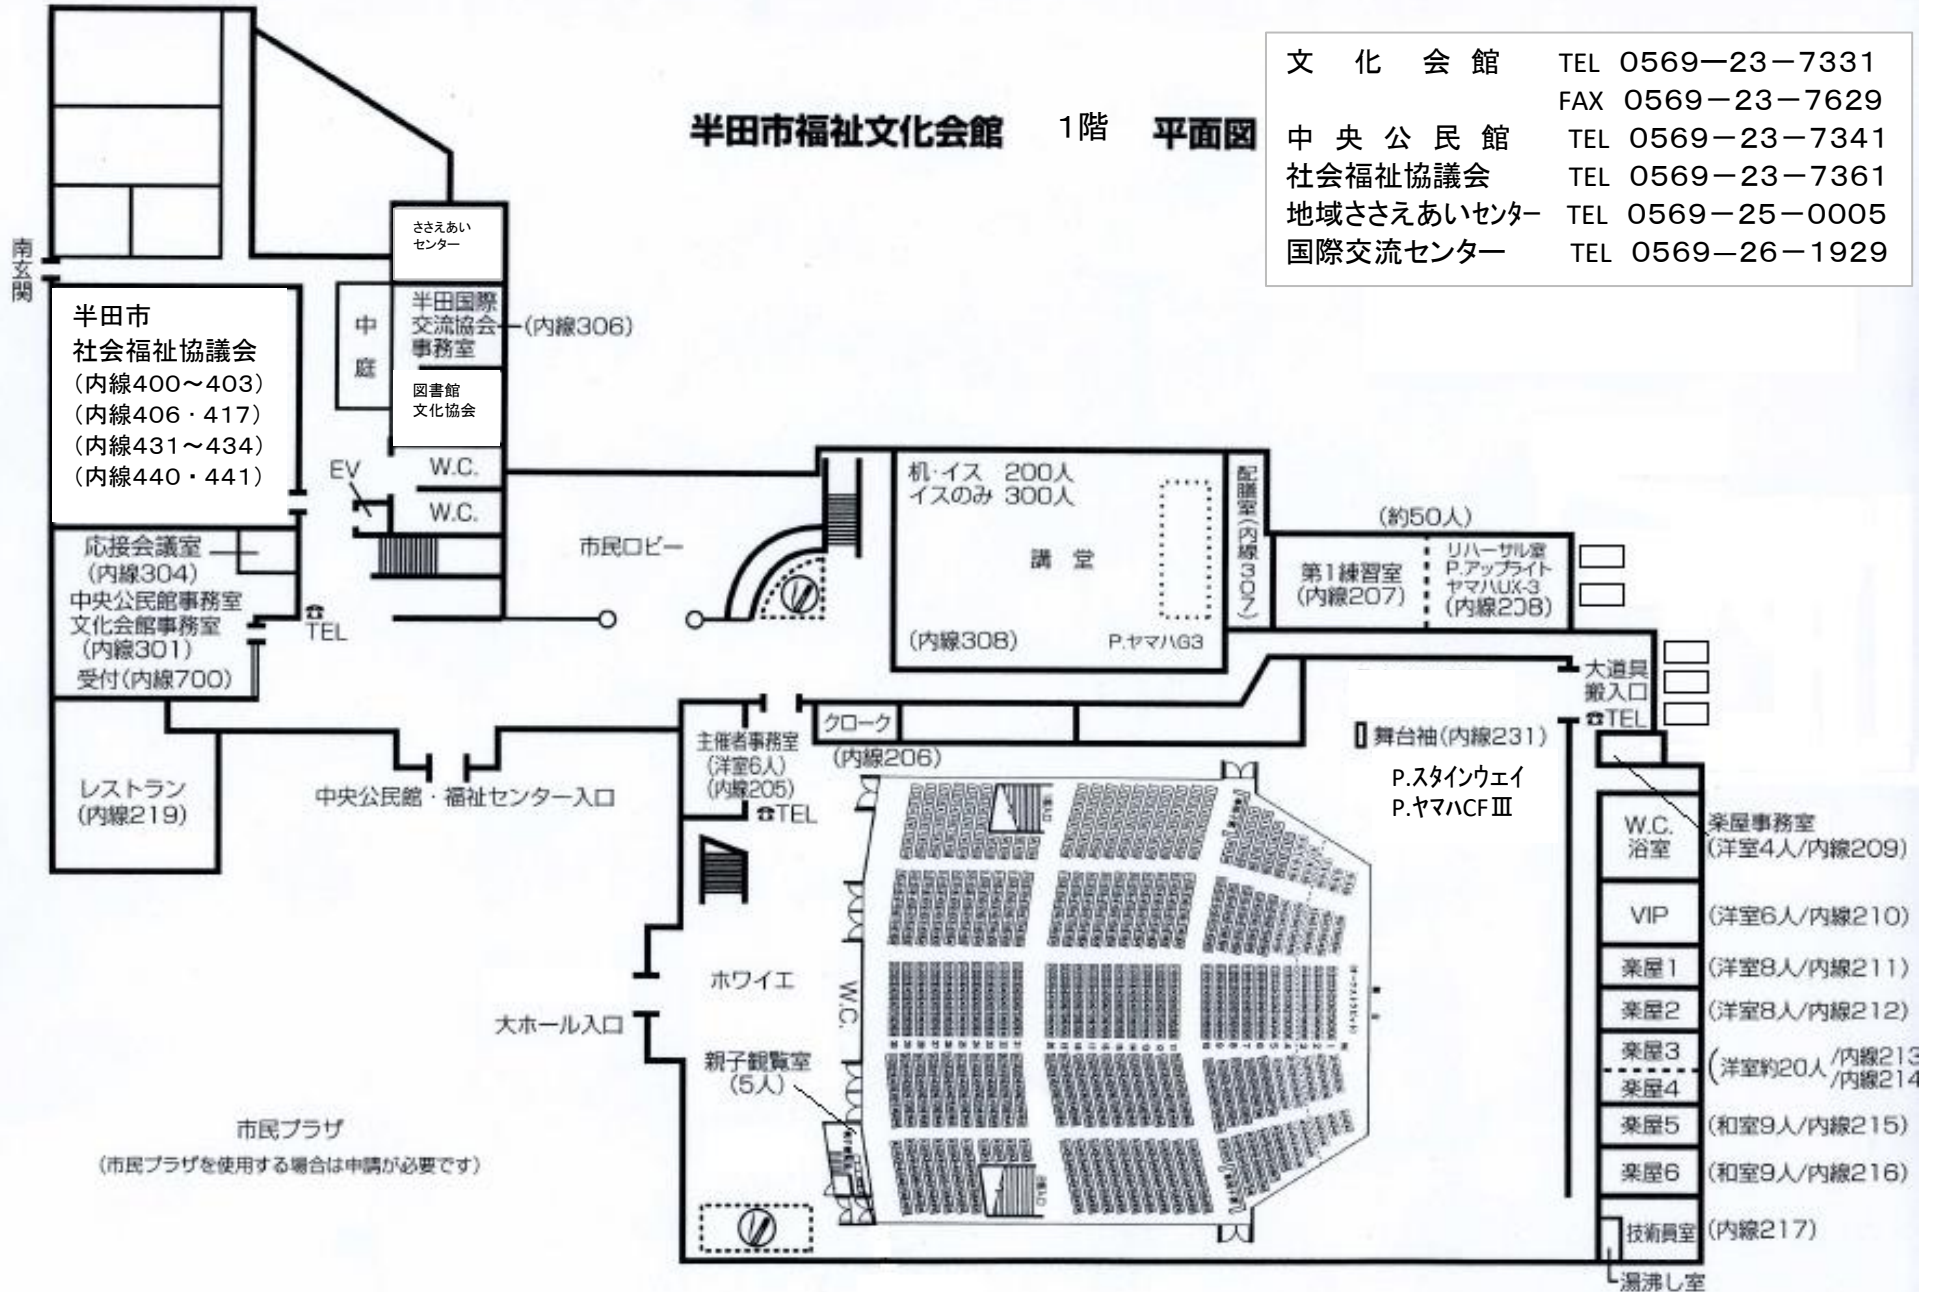 半田市福祉文化会館　1階　平面図
文　化　会　館　TEL 0569ー23－7331
FAX 0569－23－7629
中　央　公　民　館　TEL 0569－23－7341
社会福祉協議会　TEL 0569－23－7361
地域ささえあいセンター　TEL 0569－25－0005
国際交流センター　TEL 0569―26－1929
南玄関
ささえあい
センター
半田市
社会福祉協議会
(内線400～403)
(内線406・417)
(内線431～434)
(内線440・441)
中庭
半田国際
交流協会
事務室
(内線306)
図書館
文化協会
EV
W.C.
W.C.
応接会議室
(内線304)
中央公民館事務室
文化会館事務室
(内線301)
受付(内線700)
☎
TEL
市民ロビー
机・イス 200人
イスのみ 300人
講堂
(内線308)
P.ヤマハG3
配膳室(内線307)
(約50人)
第1練習室
(内線207)
リハーサル室
P.アップライト
ヤマハUX-3
(内線208)
大道具
搬入口
☎TEL
レストラン
(内線219)
中央公民館・福祉センター入口
主催者事務室
(洋室6人)
(内線205)
☎TEL
クローク
(内線206)
舞台袖(内線231)
P.スタインウェイ
P.ヤマハCFⅢ
楽屋事務室
(洋室4人/内線209)
W.C.
浴室
VIP
(洋室6人/内線210)
楽屋1
(洋室8人/内線211)
楽屋2
(洋室8人/内線212)
楽屋3
楽屋4
(洋室約20人
/内線213
/内線214
楽屋5
(和室9人/内線215)
楽屋6
(和室9人/内線216)
技術員室
(内線217)
湯沸し室
ホワイエ
W.C.
大ホール入口
親子観覧室
(5人)
市民プラザ
(市民プラザを使用する場合は申請が必要です)